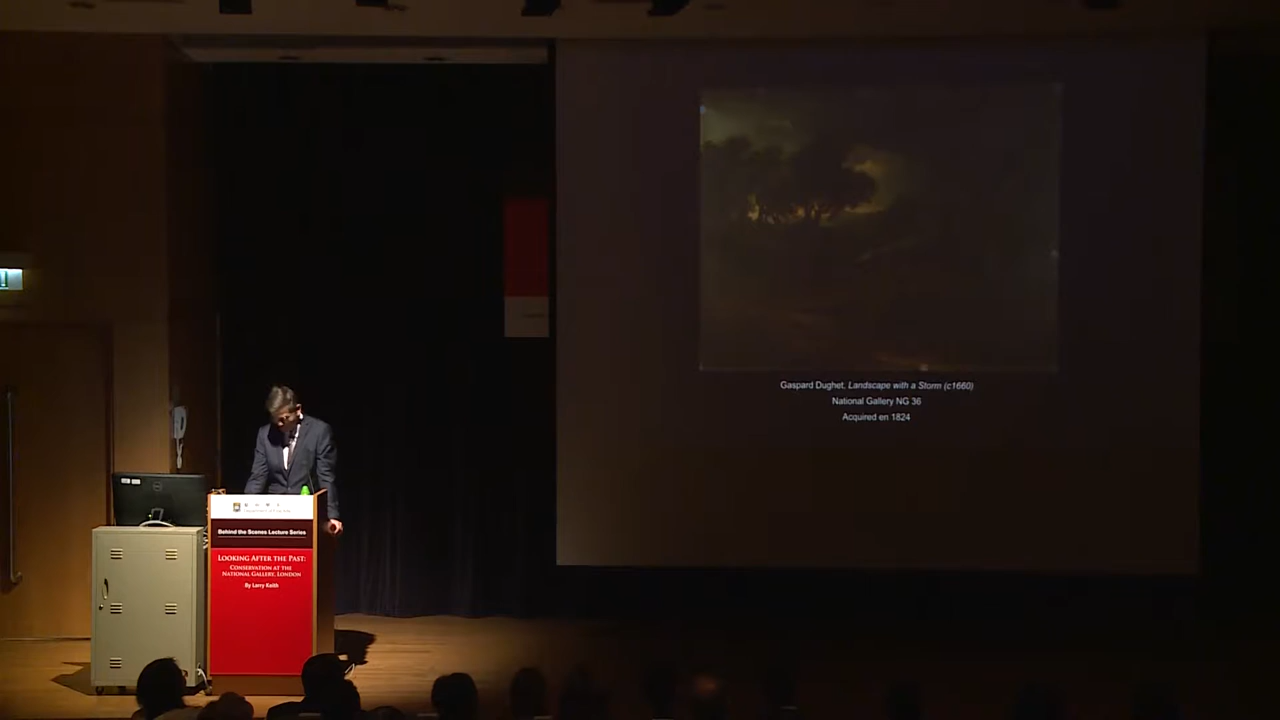 Gaspard Dughet, Landscape with a Storm (c1660)
National Gallery NG 36
Acquired en 1824
Behind the Scenes Lecture Series
LOOKING AFTER THE PAST:
CONSERVATION AT THE
NATIONAL GALLERY, LONDON
By Larry Keith